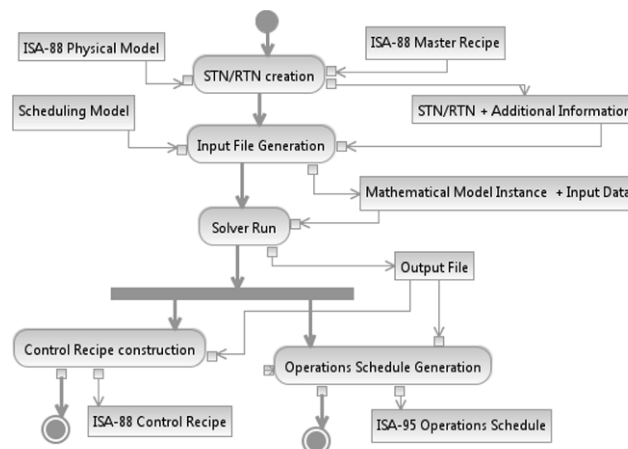 ISA-88 Physical Model
ISA-88 Master Recipe
STN/RTN creation
Scheduling Model
STN/RTN + Additional Information
Input File Generation
Mathematical Model Instance + Input Data
Solver Run
Output File
Control Recipe construction
Operations Schedule Generation
ISA-88 Control Recipe
ISA-95 Operations Schedule